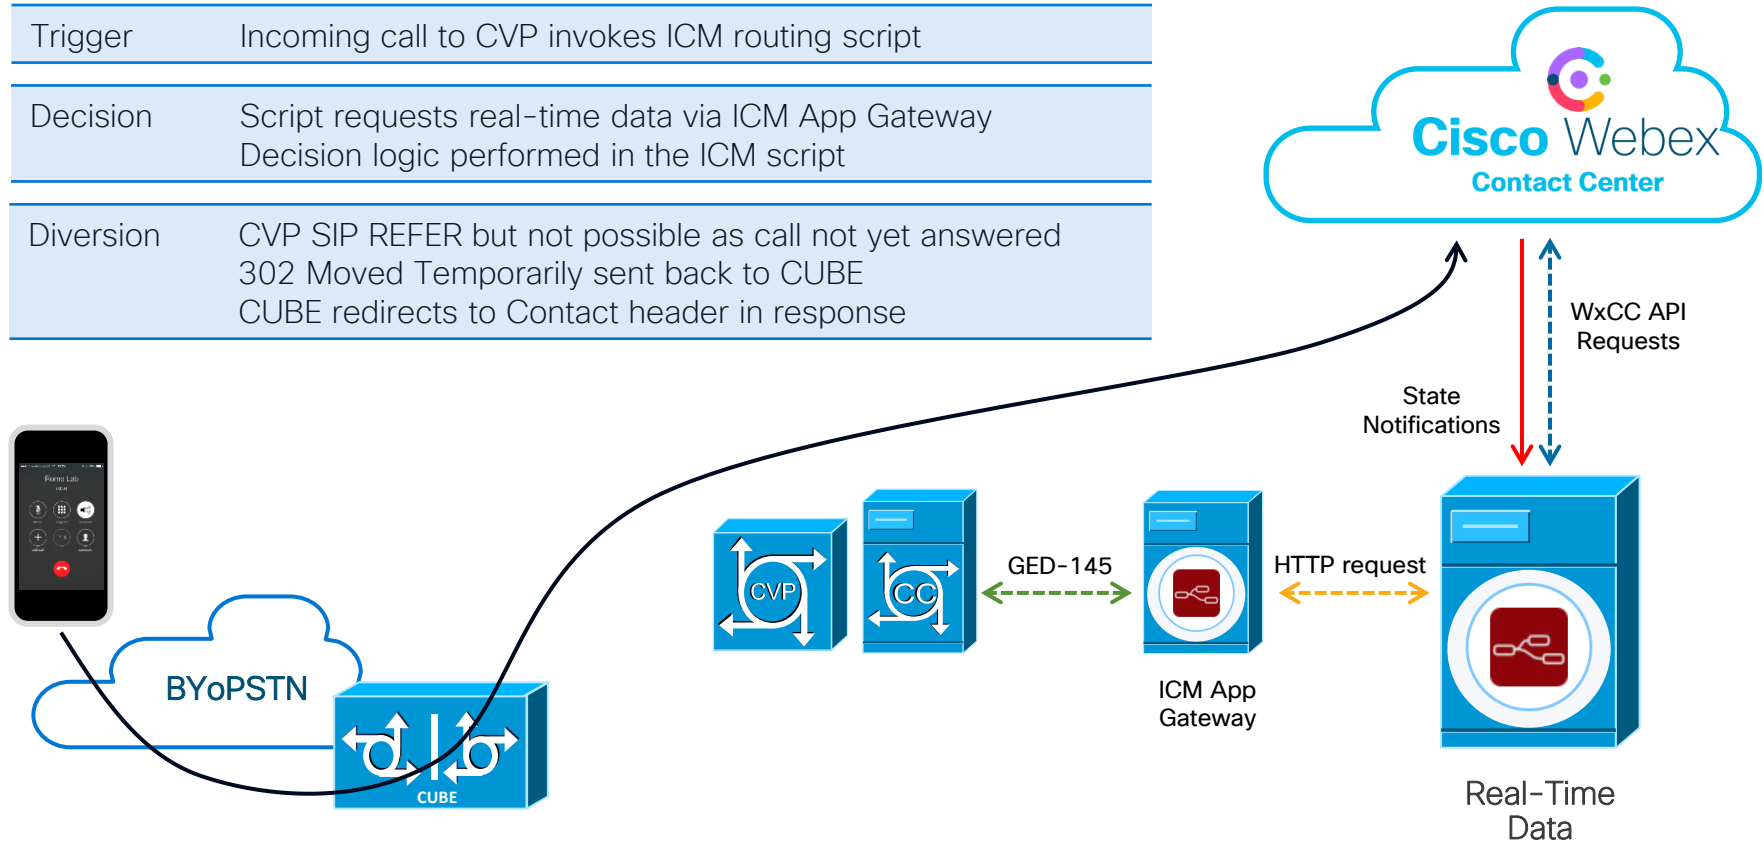 Trigger
Incoming call to CVP invokes ICM routing script
Decision
Script requests real-time data via ICM App Gateway
Decision logic performed in the ICM script
Diversion
CVP SIP REFER but not possible as call not yet answered
302 Moved Temporarily sent back to CUBE
CUBE redirects to Contact header in response
Cisco Webex
Contact Center
WxCC API
Requests
State
Notifications
CVP
CC
GED-145
HTTP request
ICM App
Gateway
Real-Time
Data
BYoPSTN
CUBE